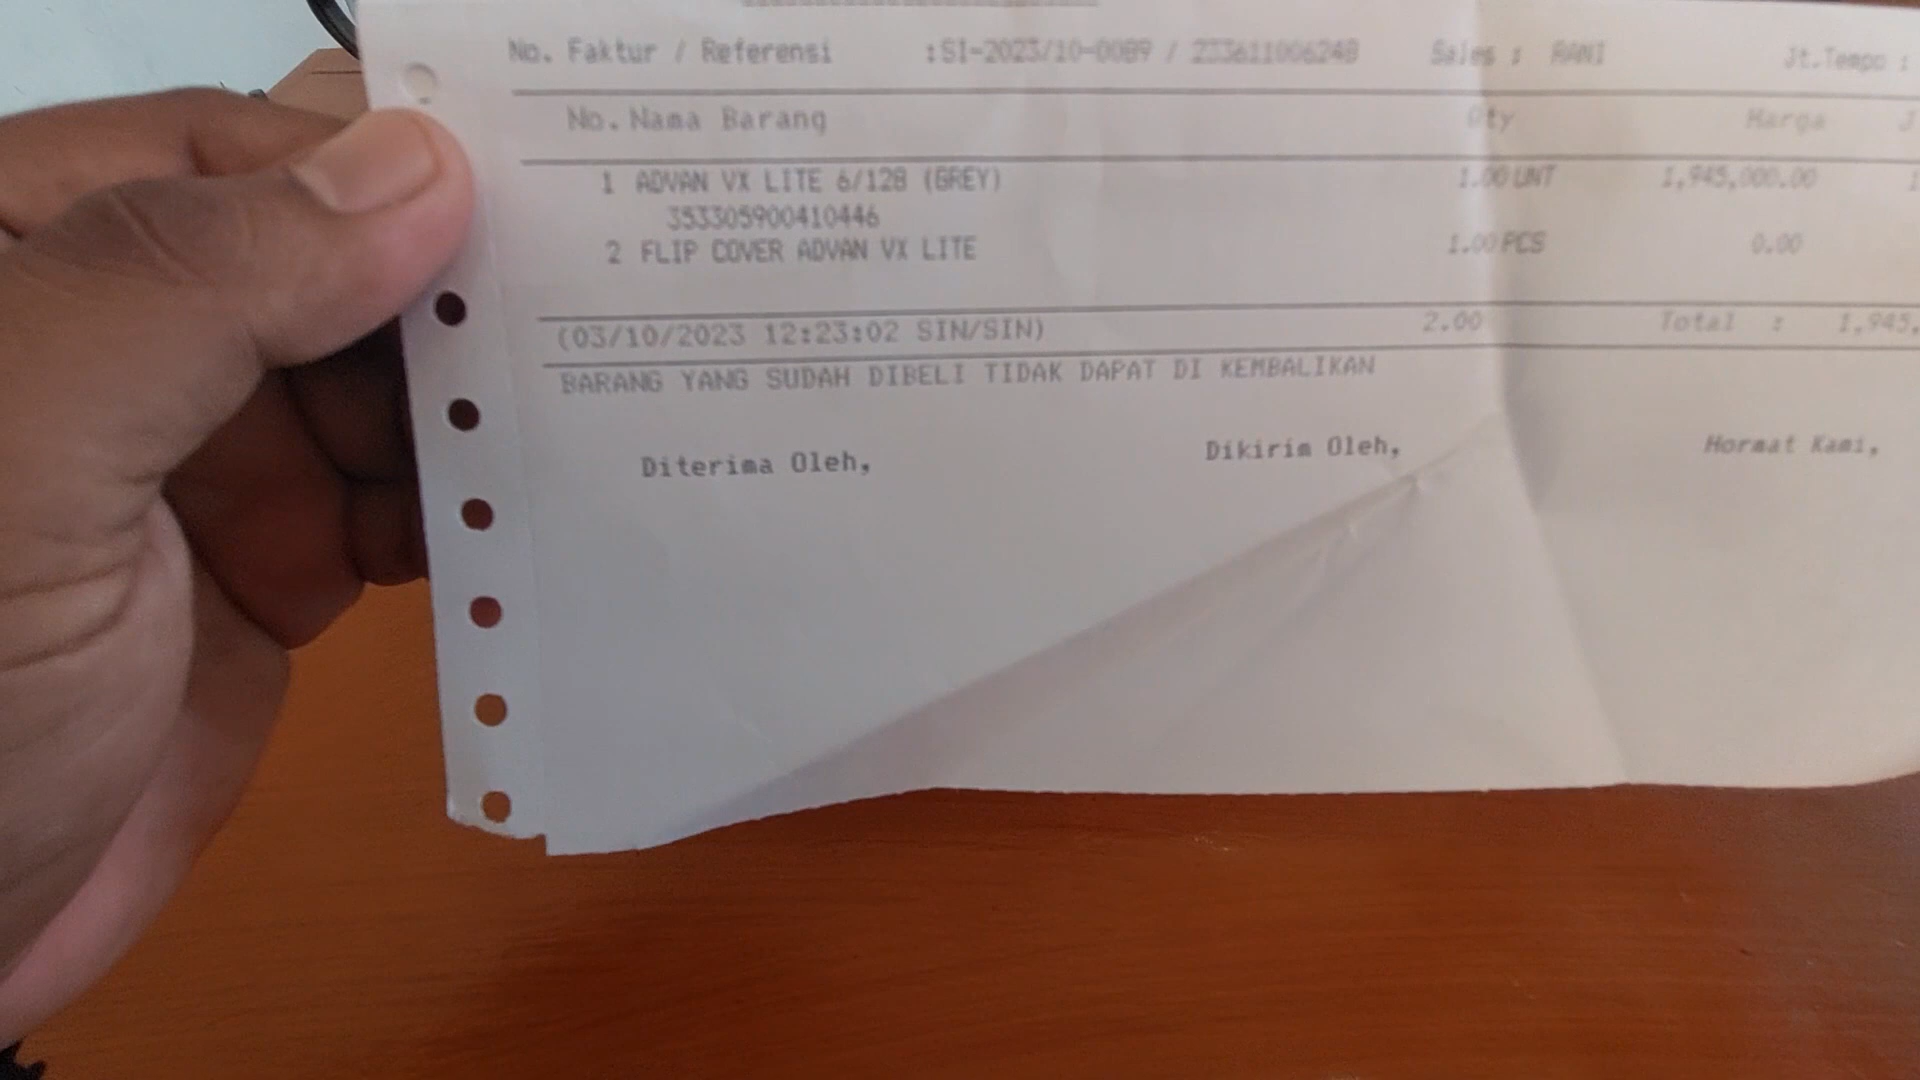 No. Faktur / Referensi :SI-2023/10-0089 / 233611006248 Sales : RANI Jt.Tempo :
No. Nama Barang Qty Harga J
1 ADVAN VX LITE 6/128 (GREY) 1.00 UNT 1,945,000.00 1
353305900410446
2 FLIP COVER ADVAN VX LITE 1.00 PCS 0.00
(03/10/2023 12:23:02 SIN/SIN) 2.00 Total : 1,945,
BARANG YANG SUDAH DIBELI TIDAK DAPAT DI KEMBALIKAN
Diterima Oleh, Dikirim Oleh, Hormat Kami,